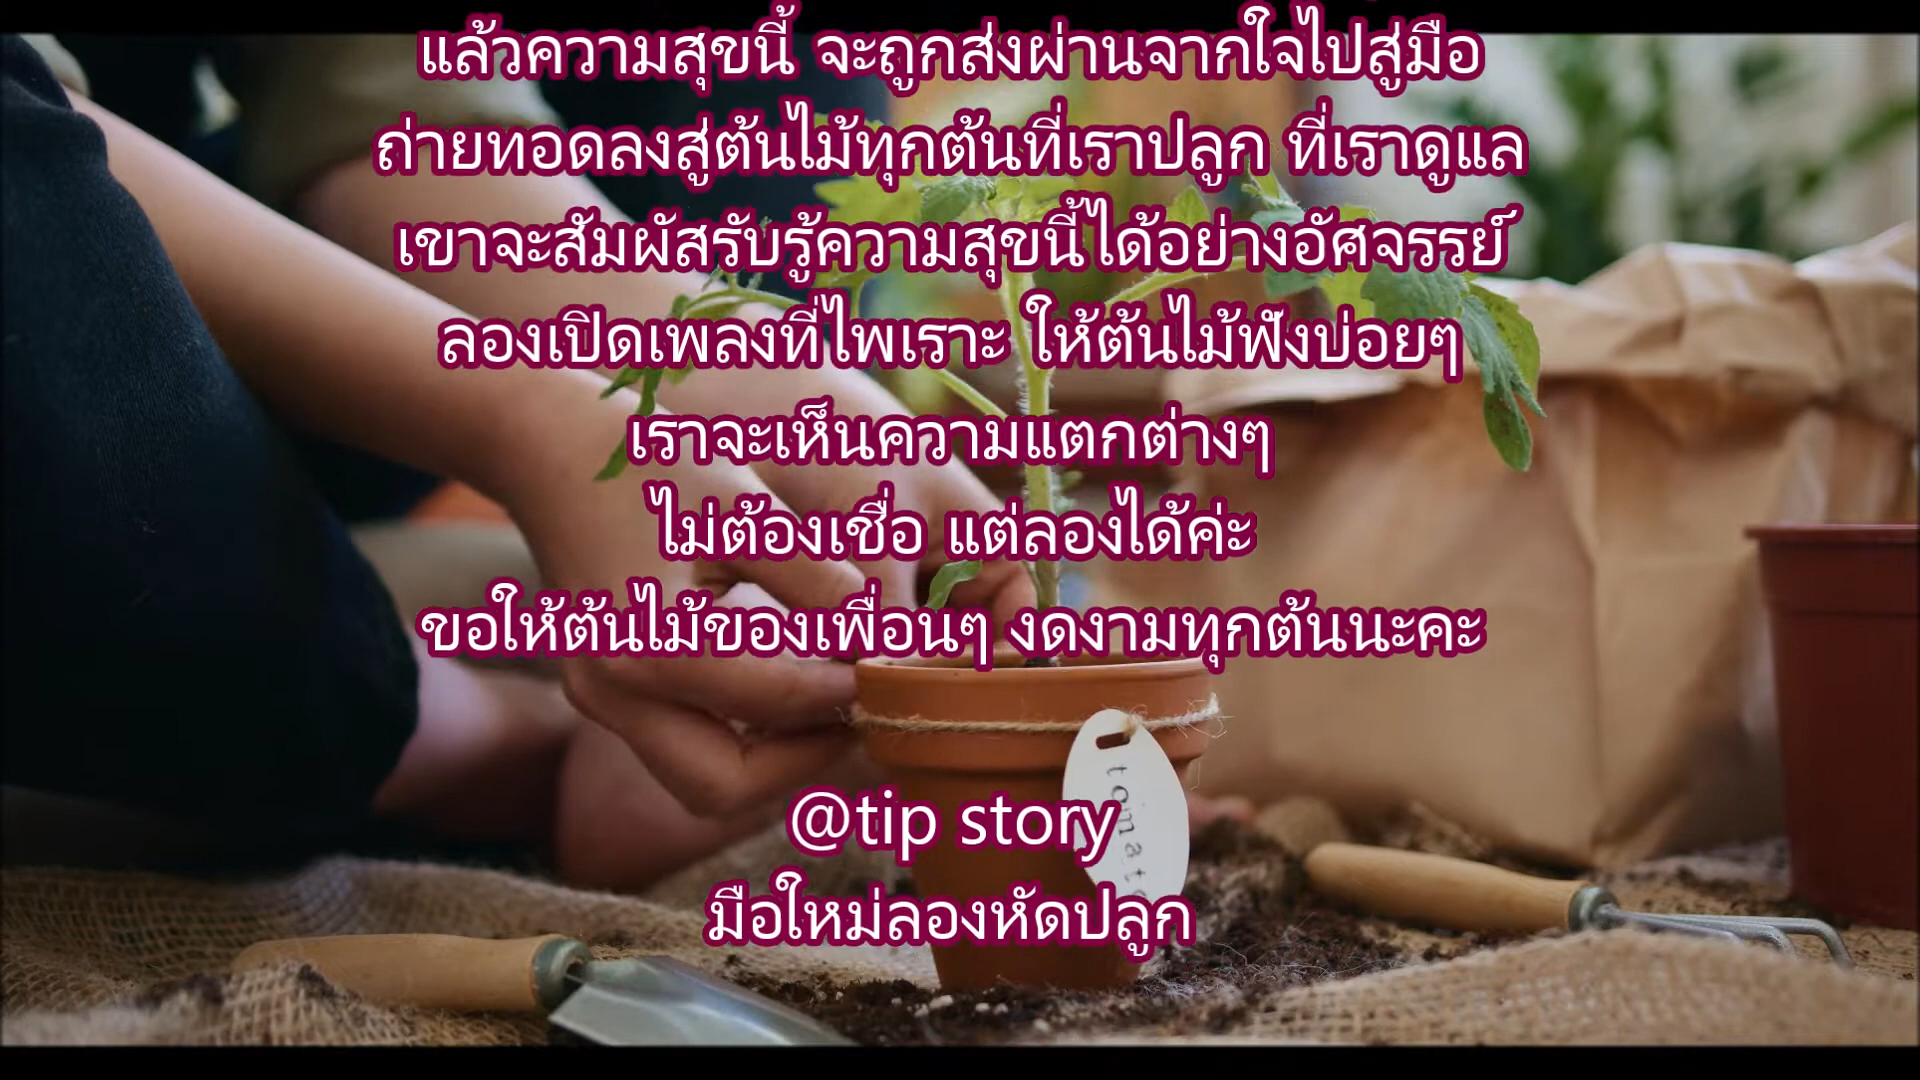 แล้วความสุขนี้ จะถูกส่งผ่านจากใจไปสู่มือ
ถ่ายทอดลงสู่ต้นไม้ทุกต้นที่เราปลูก ที่เราดูแล
เขาจะสัมผัสรับรู้ความสุขนี้ได้อย่างอัศจรรย์
ลองเปิดเพลงที่ไพเราะ ให้ต้นไม้ฟังบ่อยๆ
เราจะเห็นความแตกต่างๆ
ไม่ต้องเชื่อ แต่ลองได้ค่ะ
ขอให้ต้นไม้ของเพื่อนๆ งดงามทุกต้นนะคะ
@tip story
มือใหม่ลองหัดปลูก
tomato